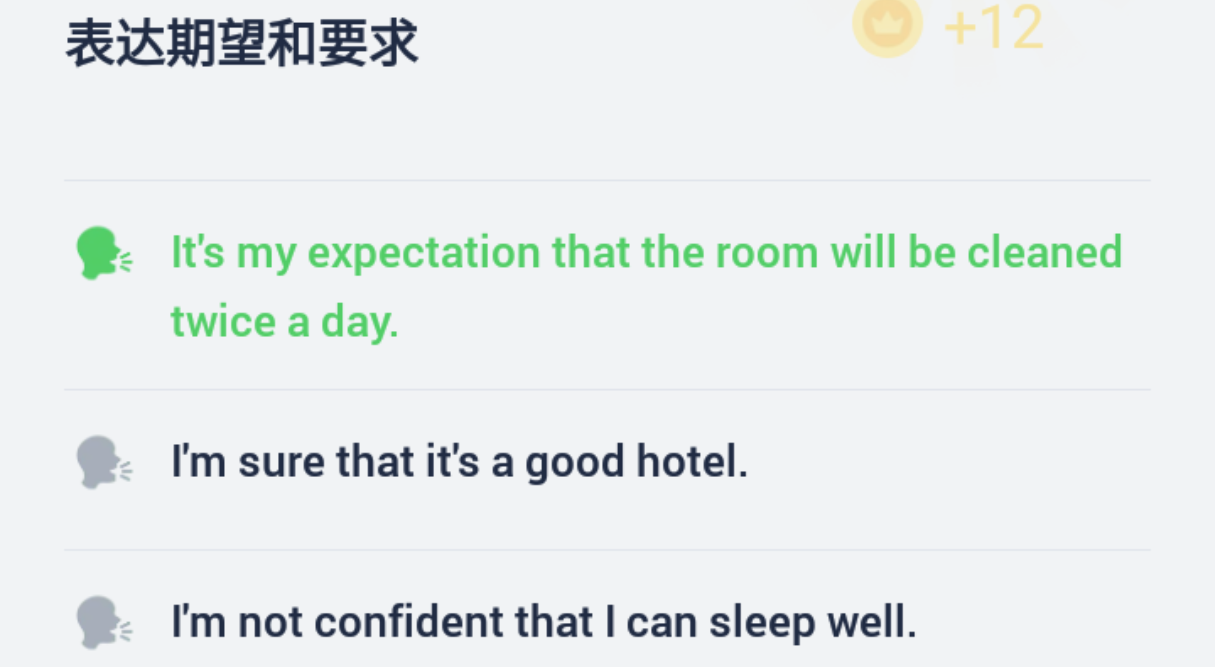 表达期望和要求
+12
It's my expectation that the room will be cleaned
twice a day.
I'm sure that it's a good hotel.
I'm not confident that I can sleep well.